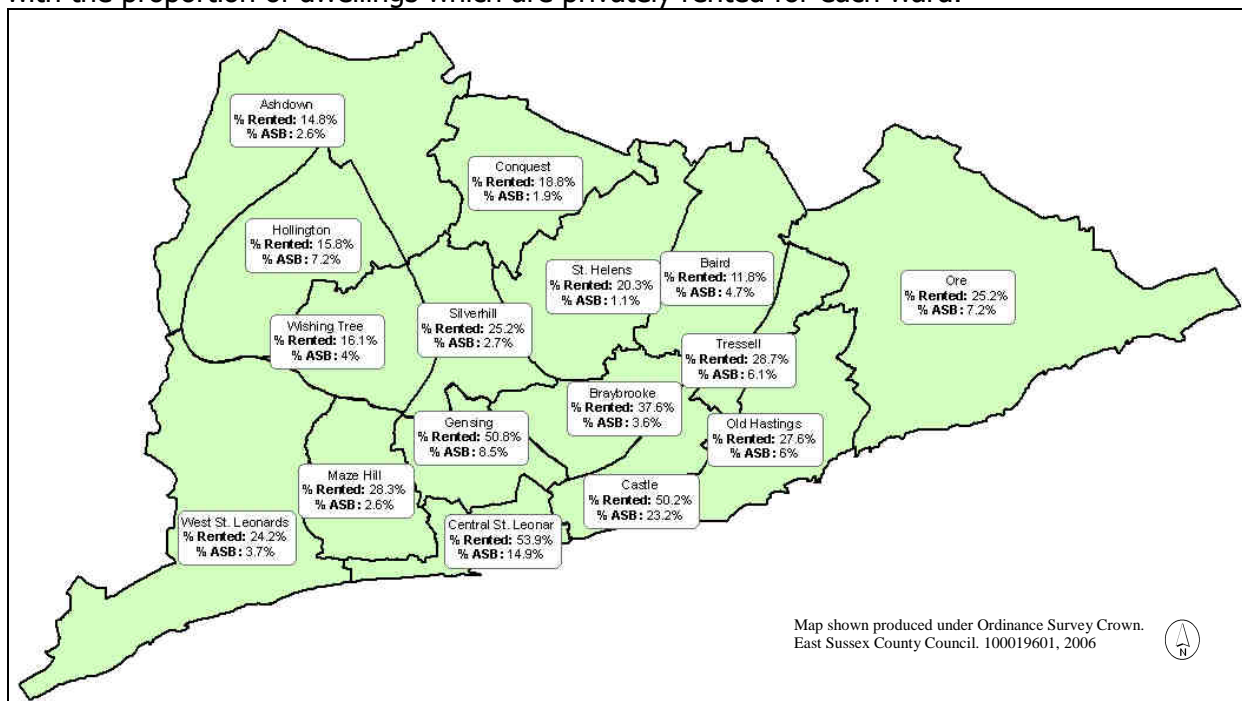 with the proportion of dwellings which are privately rented for each ward.
Ashdown
% Rented: 14.8%
% ASB: 2.6%
Conquest
% Rented: 18.8%
% ASB: 1.9%
Hollington
% Rented: 15.8%
% ASB: 7.2%
St. Helens
% Rented: 20.3%
% ASB: 1.1%
Baird
% Rented: 11.8%
% ASB: 4.7%
Ore
% Rented: 25.2%
% ASB: 7.2%
Wishing Tree
% Rented: 16.1%
% ASB: 4%
Silverhill
% Rented: 25.2%
% ASB: 2.7%
Tressell
% Rented: 28.7%
% ASB: 6.1%
Braybrooke
% Rented: 37.6%
% ASB: 3.6%
Gensing
% Rented: 50.8%
% ASB: 8.5%
Old Hastings
% Rented: 27.6%
% ASB: 6%
Maze Hill
% Rented: 28.3%
% ASB: 2.6%
Castle
% Rented: 50.2%
% ASB: 23.2%
West St. Leonards
% Rented: 24.2%
% ASB: 3.7%
Central St. Leonar
% Rented: 53.9%
% ASB: 14.9%
Map shown produced under Ordinance Survey Crown.
East Sussex County Council. 100019601, 2006
N